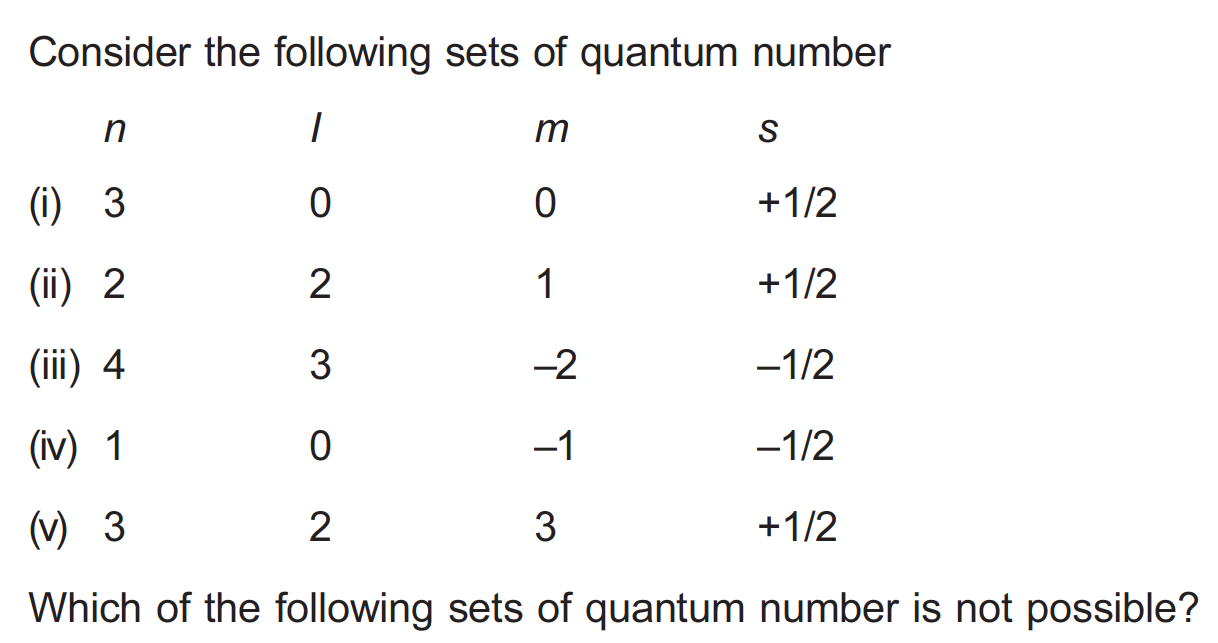 Consider the following sets of quantum number
n l m s
(i) 3 0 0 +1/2
(ii) 2 2 1 +1/2
(iii) 4 3 –2 –1/2
(iv) 1 0 –1 –1/2
(v) 3 2 3 +1/2
Which of the following sets of quantum number is not possible?